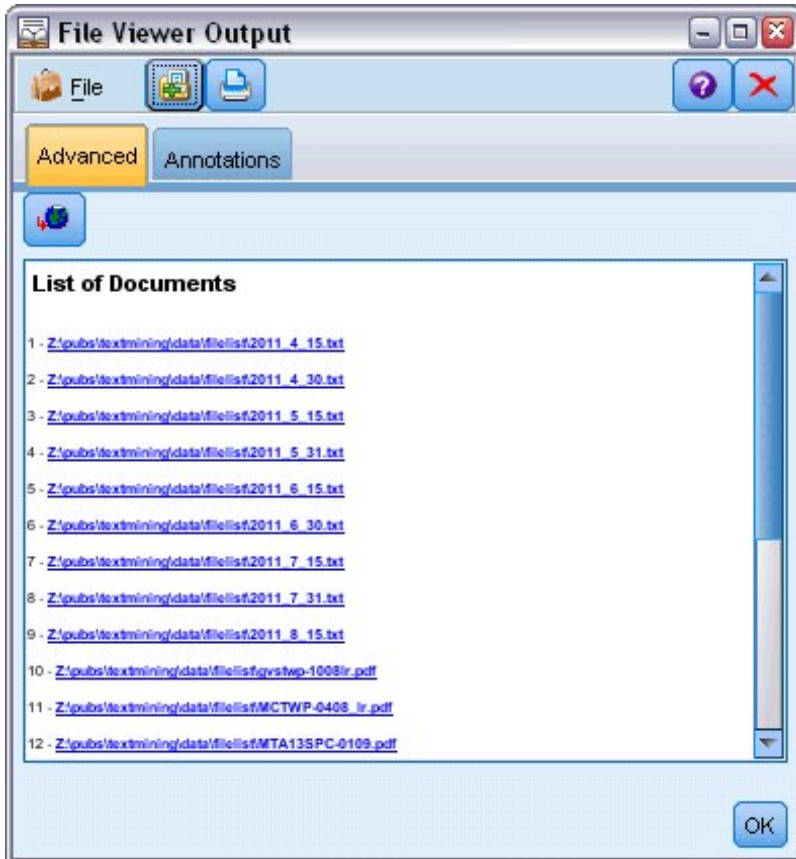 File Viewer Output
File
Advanced Annotations
List of Documents
1 - Z:\pubs\textmining\data\filelist\2011_4_15.txt
2 - Z:\pubs\textmining\data\filelist\2011_4_30.txt
3 - Z:\pubs\textmining\data\filelist\2011_5_15.txt
4 - Z:\pubs\textmining\data\filelist\2011_5_31.txt
5 - Z:\pubs\textmining\data\filelist\2011_6_15.txt
6 - Z:\pubs\textmining\data\filelist\2011_6_30.txt
7 - Z:\pubs\textmining\data\filelist\2011_7_15.txt
8 - Z:\pubs\textmining\data\filelist\2011_7_31.txt
9 - Z:\pubs\textmining\data\filelist\2011_8_15.txt
10 - Z:\pubs\textmining\data\filelist\gvstwp-1008lr.pdf
11 - Z:\pubs\textmining\data\filelist\MCTWP-0408_lr.pdf
12 - Z:\pubs\textmining\data\filelist\MTA13SPC-0109.pdf
OK